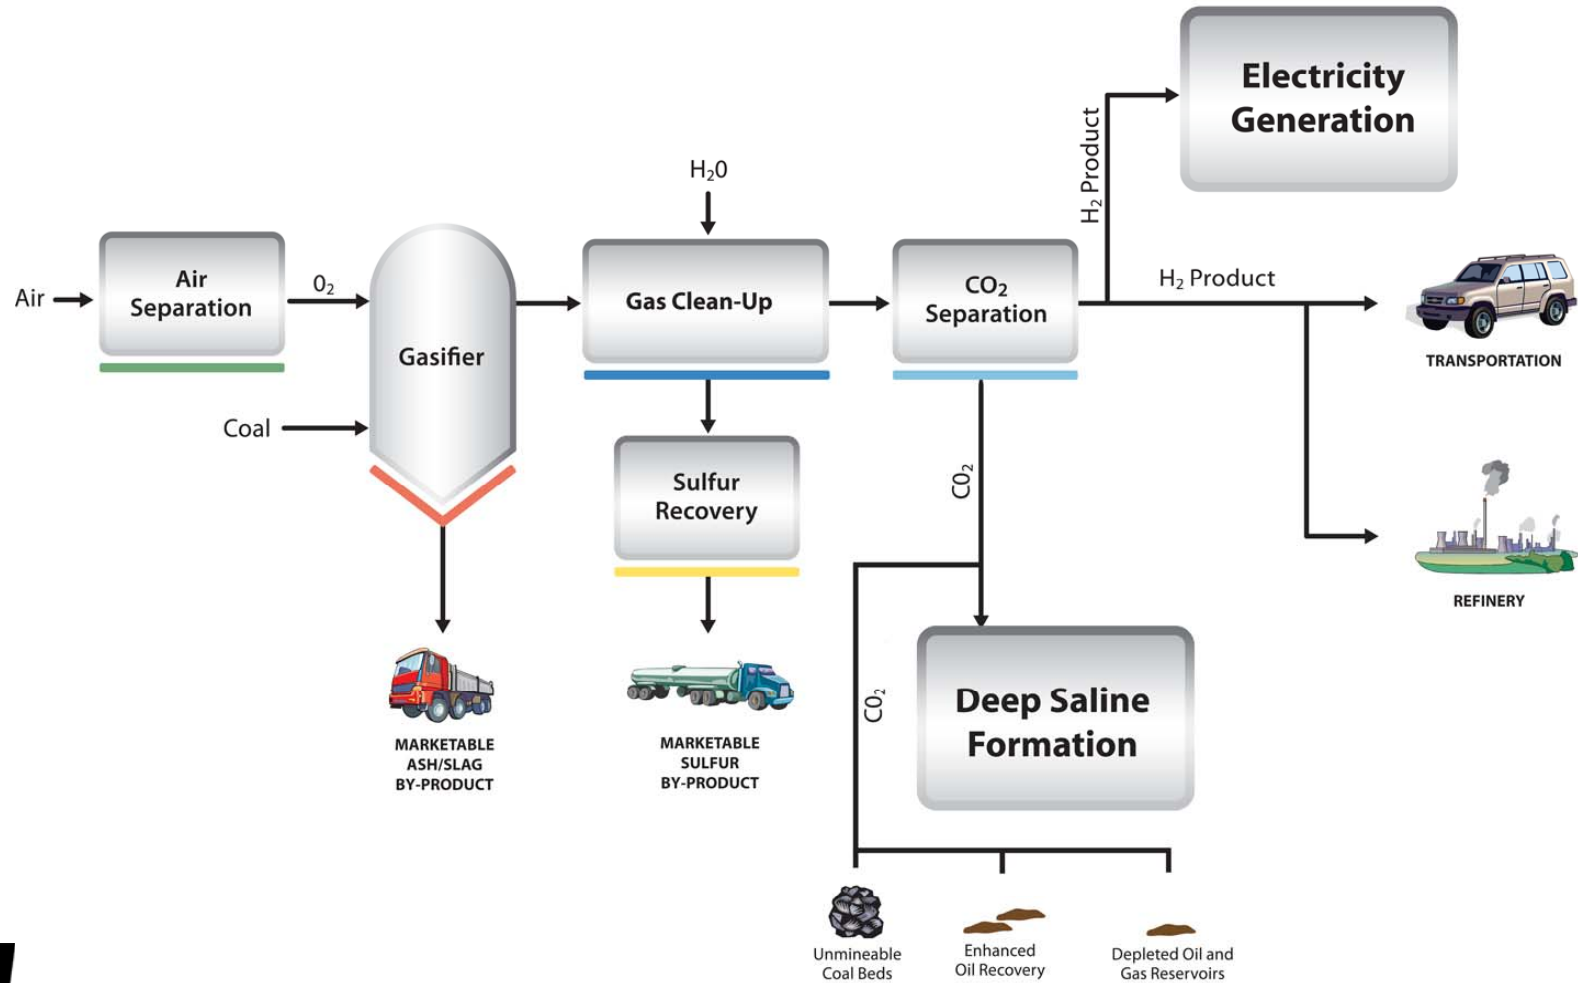 Electricity
Generation
H₂ Product
H₂0
Air
Air
Separation
0₂
Gasifier
Gas Clean-Up
CO₂
Separation
H₂ Product
TRANSPORTATION
Coal
Sulfur
Recovery
CO₂
REFINERY
MARKETABLE
ASH/SLAG
BY-PRODUCT
MARKETABLE
SULFUR
BY-PRODUCT
CO₂
Deep Saline
Formation
Unmineable
Coal Beds
Enhanced
Oil Recovery
Depleted Oil and
Gas Reservoirs